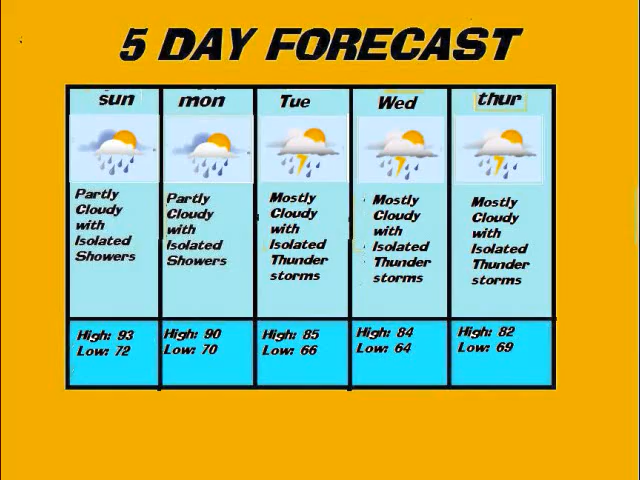 5 DAY FORECAST
sun
mon
Tue
Wed
thur
Partly
Cloudy
with
Isolated
Showers
Partly
Cloudy
with
Isolated
Showers
Mostly
Cloudy
with
Isolated
Thunder
storms
Mostly
Cloudy
with
Isolated
Thunder
storms
Mostly
Cloudy
with
Isolated
Thunder
storms
High: 93
Low: 72
High: 90
Low: 70
High: 85
Low: 66
High: 84
Low: 64
High: 82
Low: 69